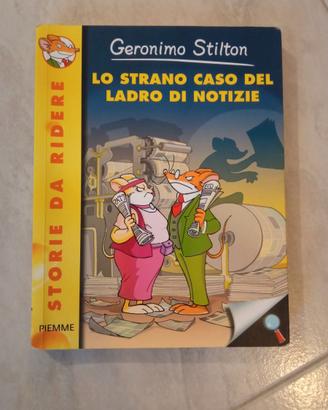 Geronimo Stilton
LO STRANO CASO DEL
LADRO DI NOTIZIE
STORIE DA RIDERE
PIEMME